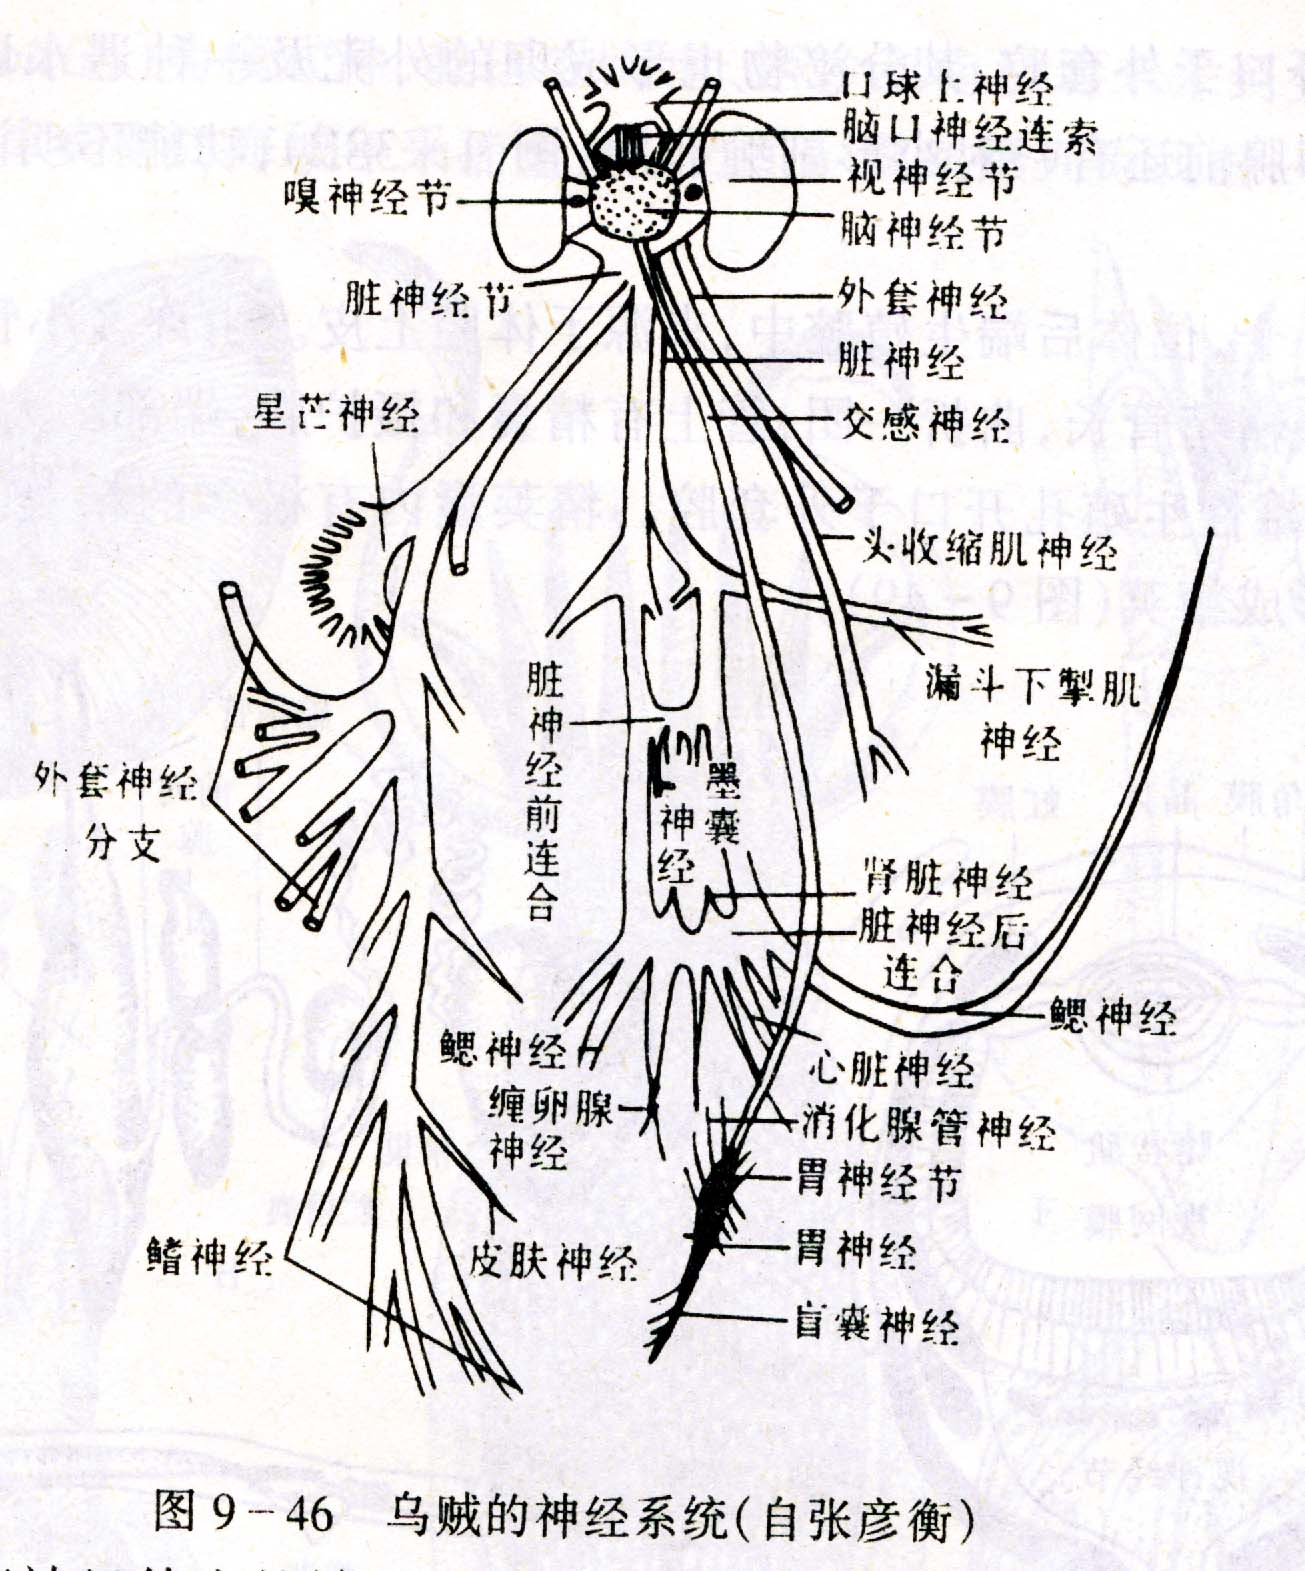 口球上神经
脑口神经连索
视神经节
嗅神经节
脑神经节
脏神经节
外套神经
脏神经
星芒神经
交感神经
头收缩肌神经
漏斗下掣肌
神经
脏神经前连合
外套神经
分支
墨囊
神经
肾脏神经
脏神经后
连合
鳃神经
鳃神经
心脏神经
缠卵腺
神经
消化腺管神经
胃神经节
鳍神经
皮肤神经
胃神经
盲囊神经
图 9－46 乌贼的神经系统(自张彦衡)